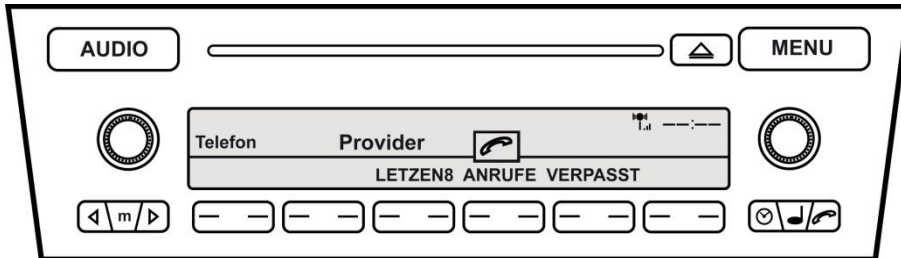 AUDIO MENU
Telefon Provider --:--
LETZEN8 ANRUFE VERPASST
m